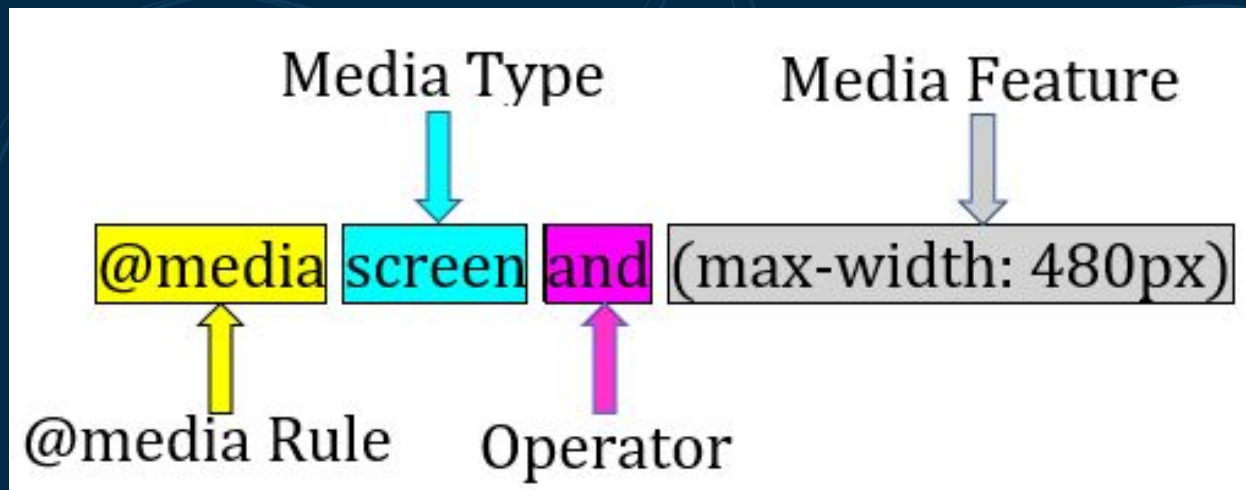 Media Type Media Feature
@media screen and (max-width: 480px)
@media Rule Operator